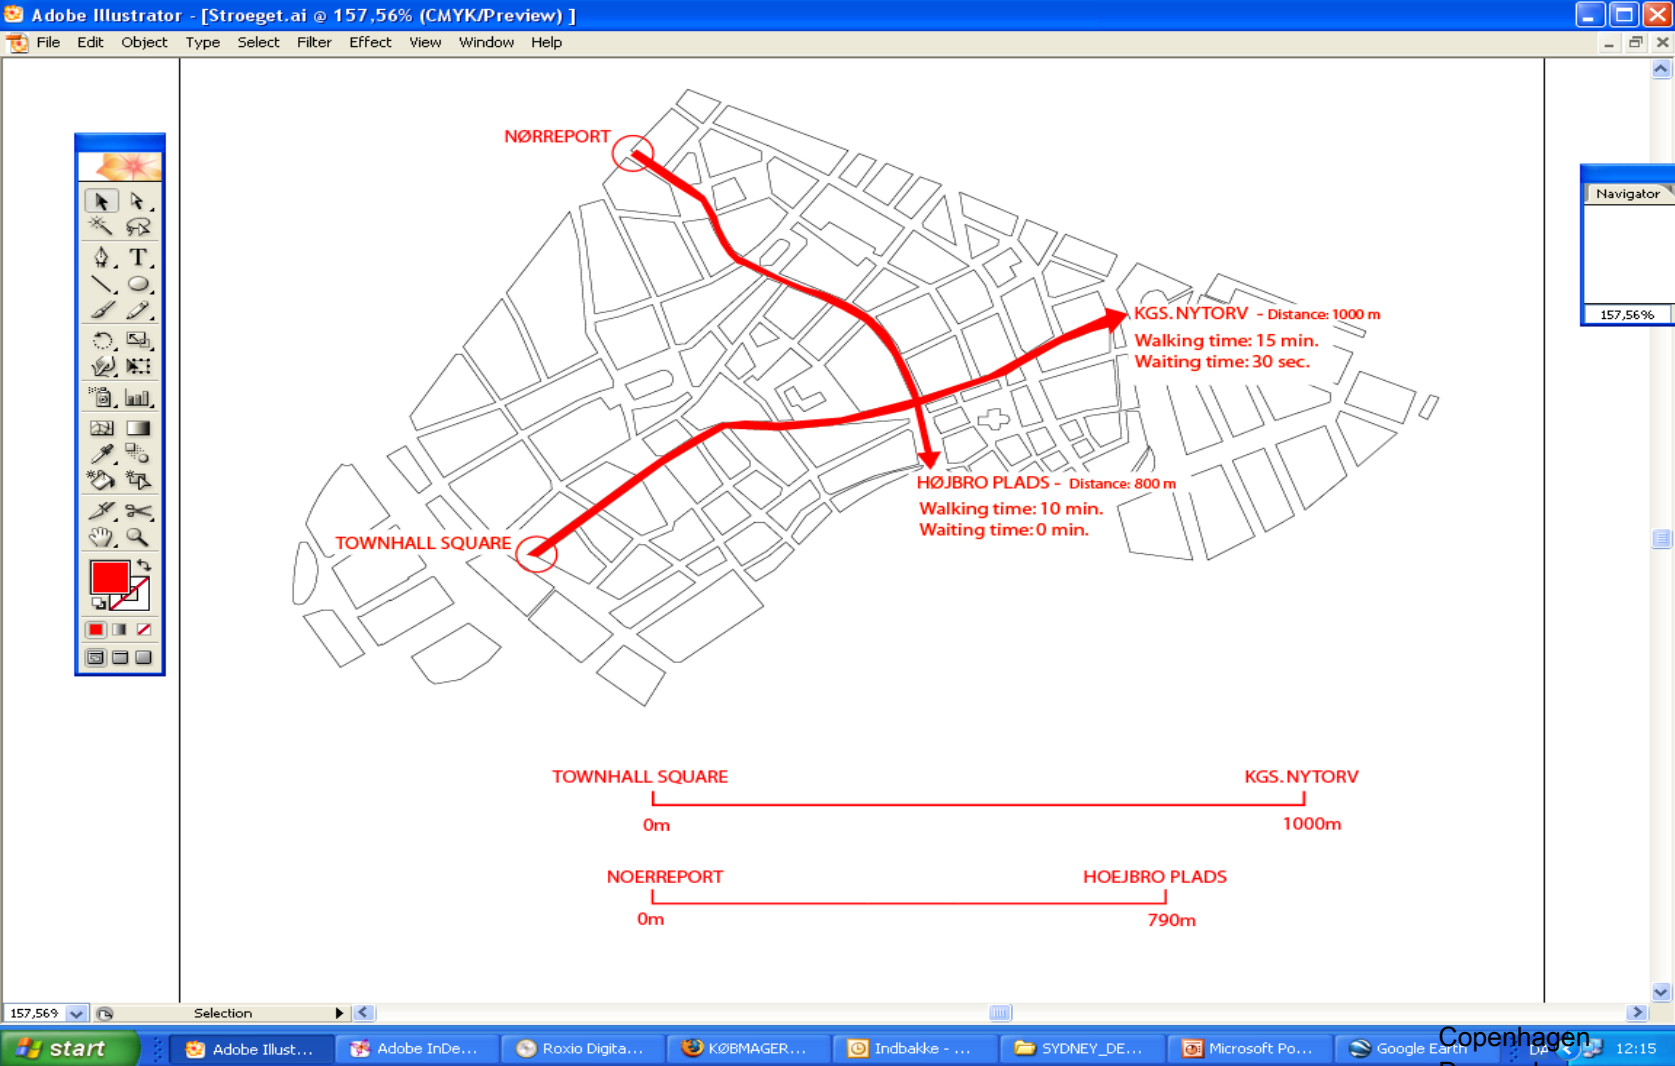 Adobe Illustrator - [Stroeget.ai @ 157,56% (CMYK/Preview) ]
File Edit Object Type Select Filter Effect View Window Help
NØRREPORT
Navigator
157,56%
KGS. NYTORV - Distance: 1000 m
Walking time: 15 min.
Waiting time: 30 sec.
HØJBRO PLADS - Distance: 800 m
Walking time: 10 min.
Waiting time: 0 min.
TOWNHALL SQUARE
TOWNHALL SQUARE KGS. NYTORV
0m 1000m
NOERREPORT HOEJBRO PLADS
0m 790m
157,569 Selection
Copenhagen
start Adobe Illust... Adobe InDe... Roxio Digita... KØBMAGER... Indbakke - ... SYDNEY_DE... Microsoft Po... Google Earth 12:15